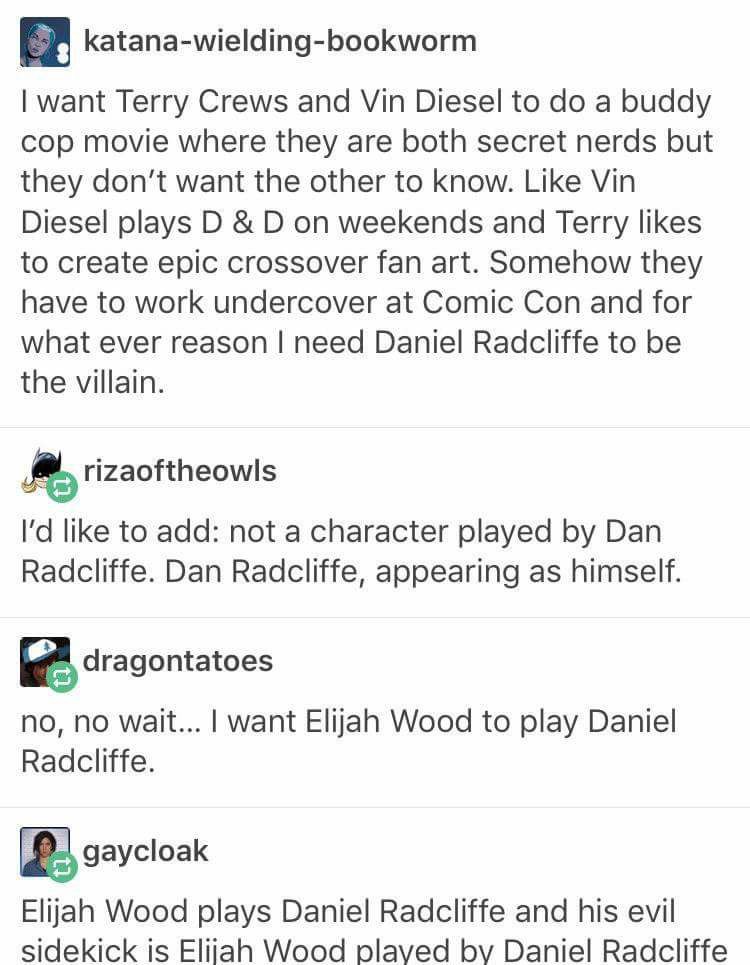 katana-wielding-bookworm
I want Terry Crews and Vin Diesel to do a buddy
cop movie where they are both secret nerds but
they don't want the other to know. Like Vin
Diesel plays D & D on weekends and Terry likes
to create epic crossover fan art. Somehow they
have to work undercover at Comic Con and for
what ever reason I need Daniel Radcliffe to be
the villain.
rizaoftheowls
I'd like to add: not a character played by Dan
Radcliffe. Dan Radcliffe, appearing as himself.
dragontatoes
no, no wait... I want Elijah Wood to play Daniel
Radcliffe.
gaycloak
Elijah Wood plays Daniel Radcliffe and his evil
sidekick is Elijah Wood played by Daniel Radcliffe